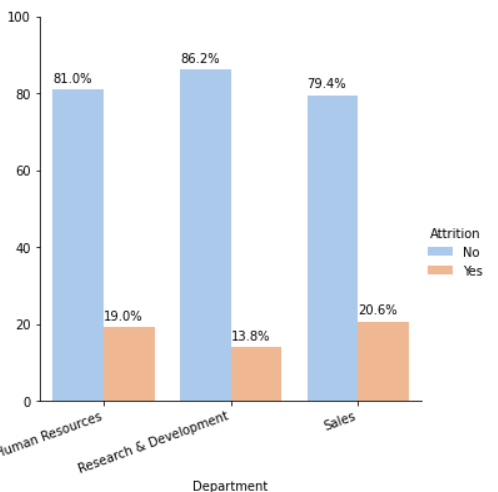 100
80
60
40
20
0
81.0%
19.0%
86.2%
13.8%
79.4%
20.6%
Attrition
No
Yes
Human Resources
Research & Development
Sales
Department